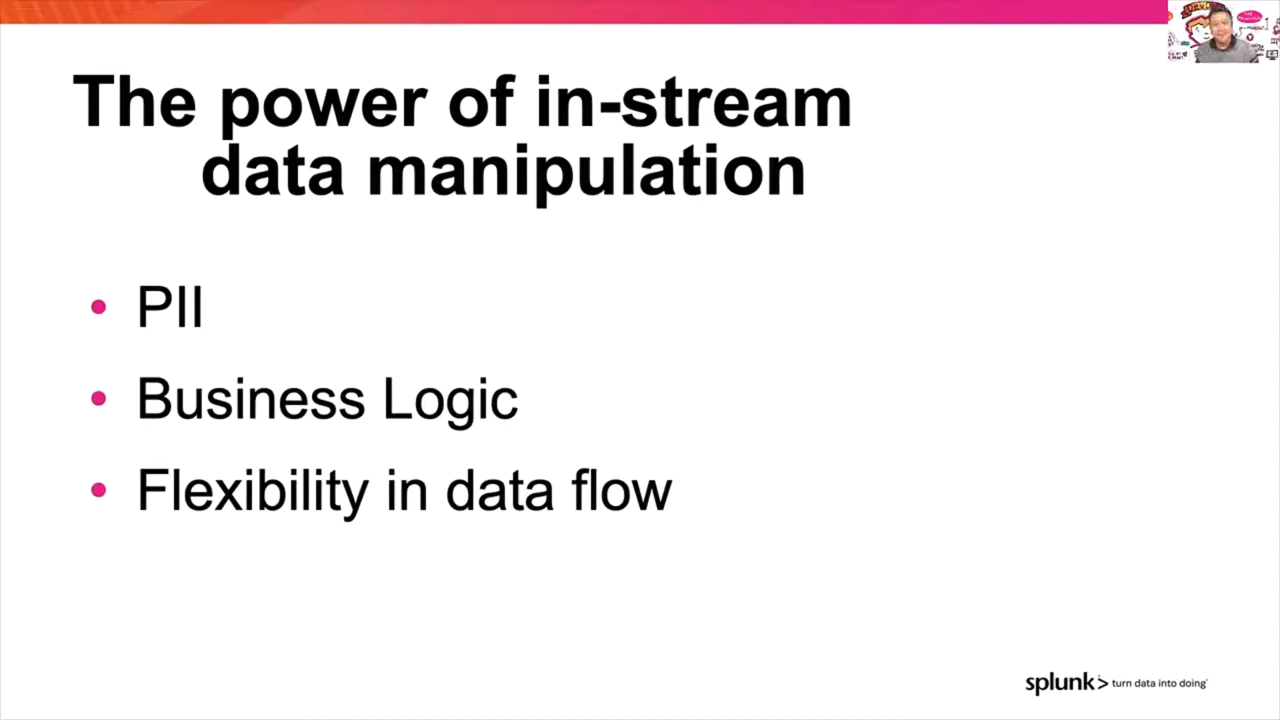 The power of in-stream
data manipulation
• PII
• Business Logic
• Flexibility in data flow
splunk> turn data into doing